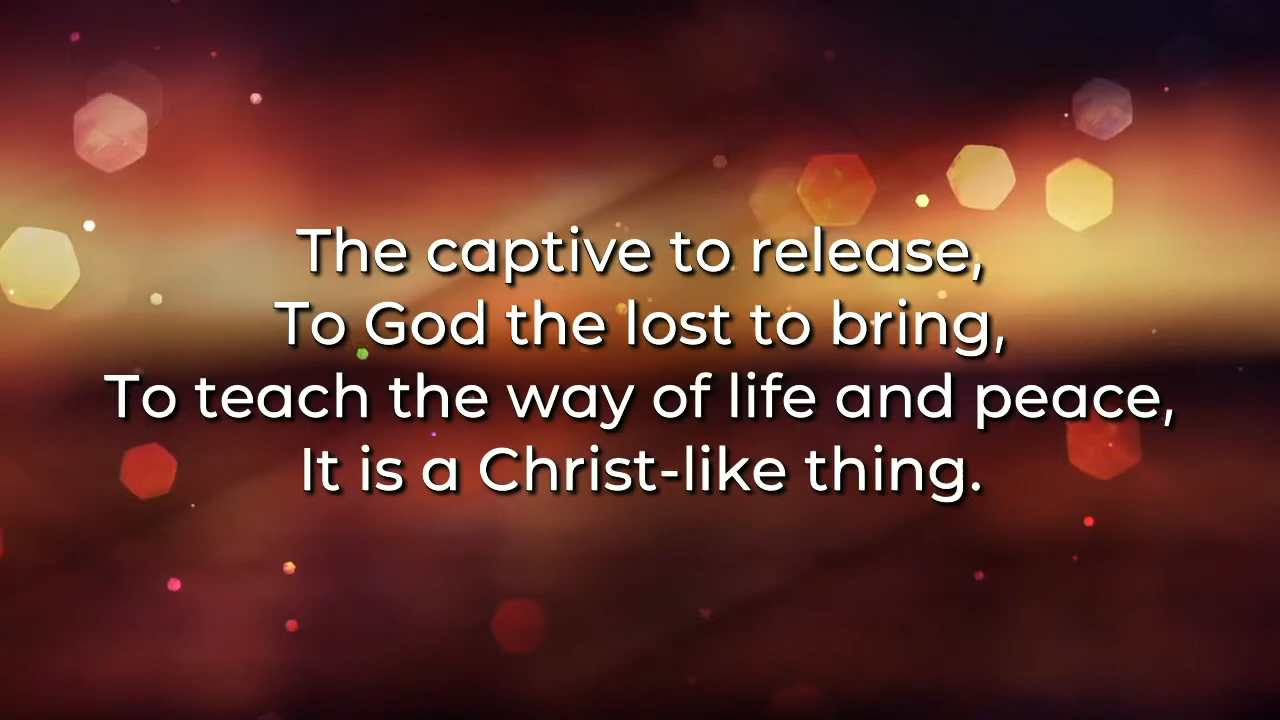 The captive to release,
To God the lost to bring,
To teach the way of life and peace,
It is a Christ-like thing.